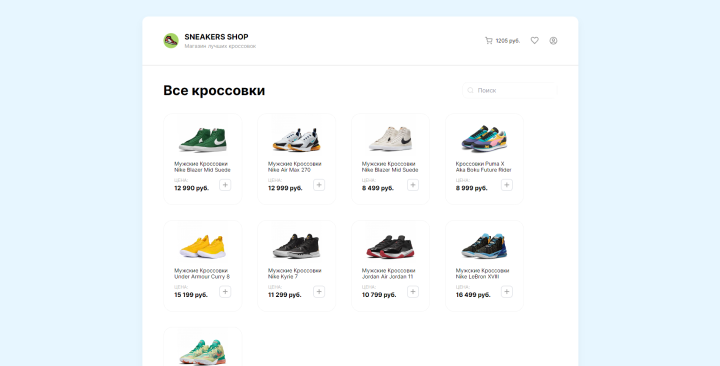 SNEAKERS SHOP
Магазин лучших кроссовок
1205 руб.
Все кроссовки
Поиск
Мужские Кроссовки
Nike Blazer Mid Suede
ЦЕНА:
12 990 руб.
Мужские Кроссовки
Nike Air Max 270
ЦЕНА:
12 999 руб.
Мужские Кроссовки
Nike Blazer Mid Suede
ЦЕНА:
8 499 руб.
Кроссовки Puma X
Aka Boku Future Rider
ЦЕНА:
8 999 руб.
Мужские Кроссовки
Under Armour Curry 8
ЦЕНА:
15 199 руб.
Мужские Кроссовки
Nike Kyrie 7
ЦЕНА:
11 299 руб.
Мужские Кроссовки
Jordan Air Jordan 11
ЦЕНА:
10 799 руб.
Мужские Кроссовки
Nike LeBron XVIII
ЦЕНА:
16 499 руб.